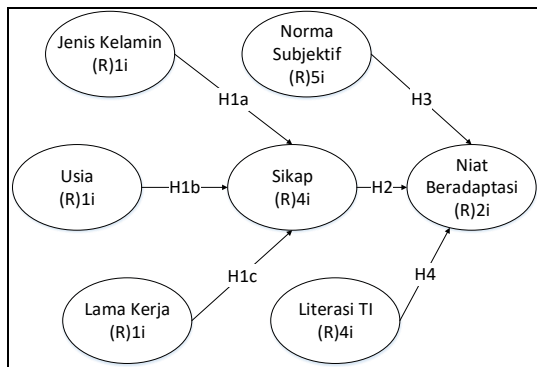 Jenis Kelamin
(R)1i
Norma
Subjektif
(R)5i
H1a
H3
Usia
(R)1i
H1b
Sikap
(R)4i
H2
Niat
Beradaptasi
(R)2i
H1c
H4
Lama Kerja
(R)1i
Literasi TI
(R)4i